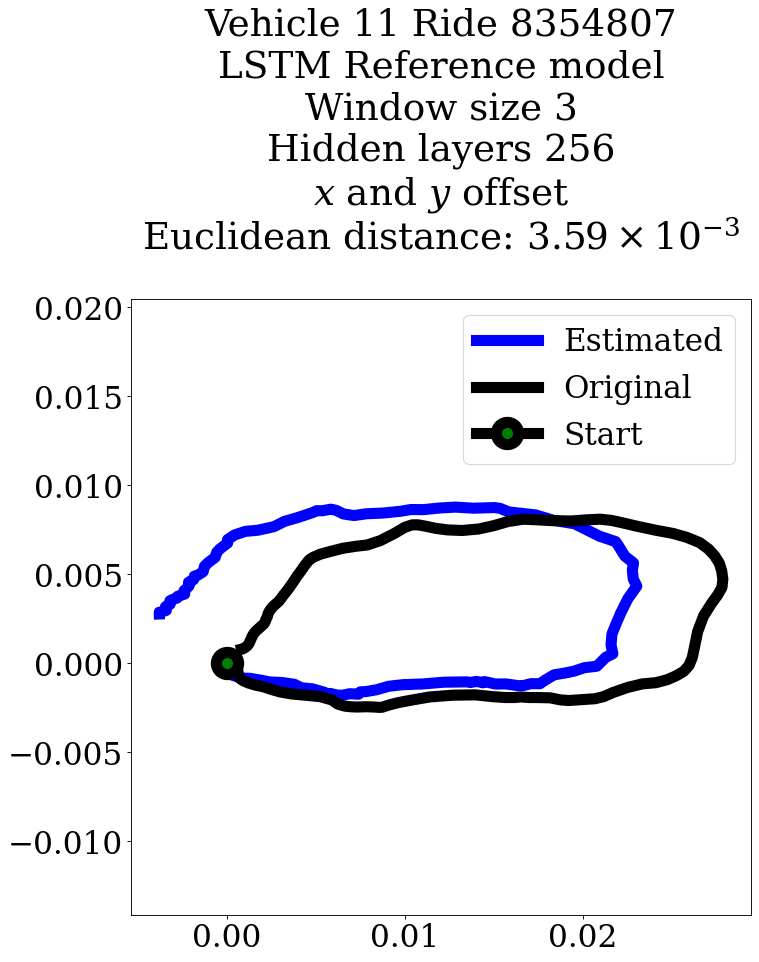 Vehicle 11 Ride 8354807
LSTM Reference model
Window size 3
Hidden layers 256
x and y offset
Euclidean distance: 3.59 × 10⁻³
Estimated
Original
Start
0.020
0.015
0.010
0.005
0.000
−0.005
−0.010
0.00 0.01 0.02